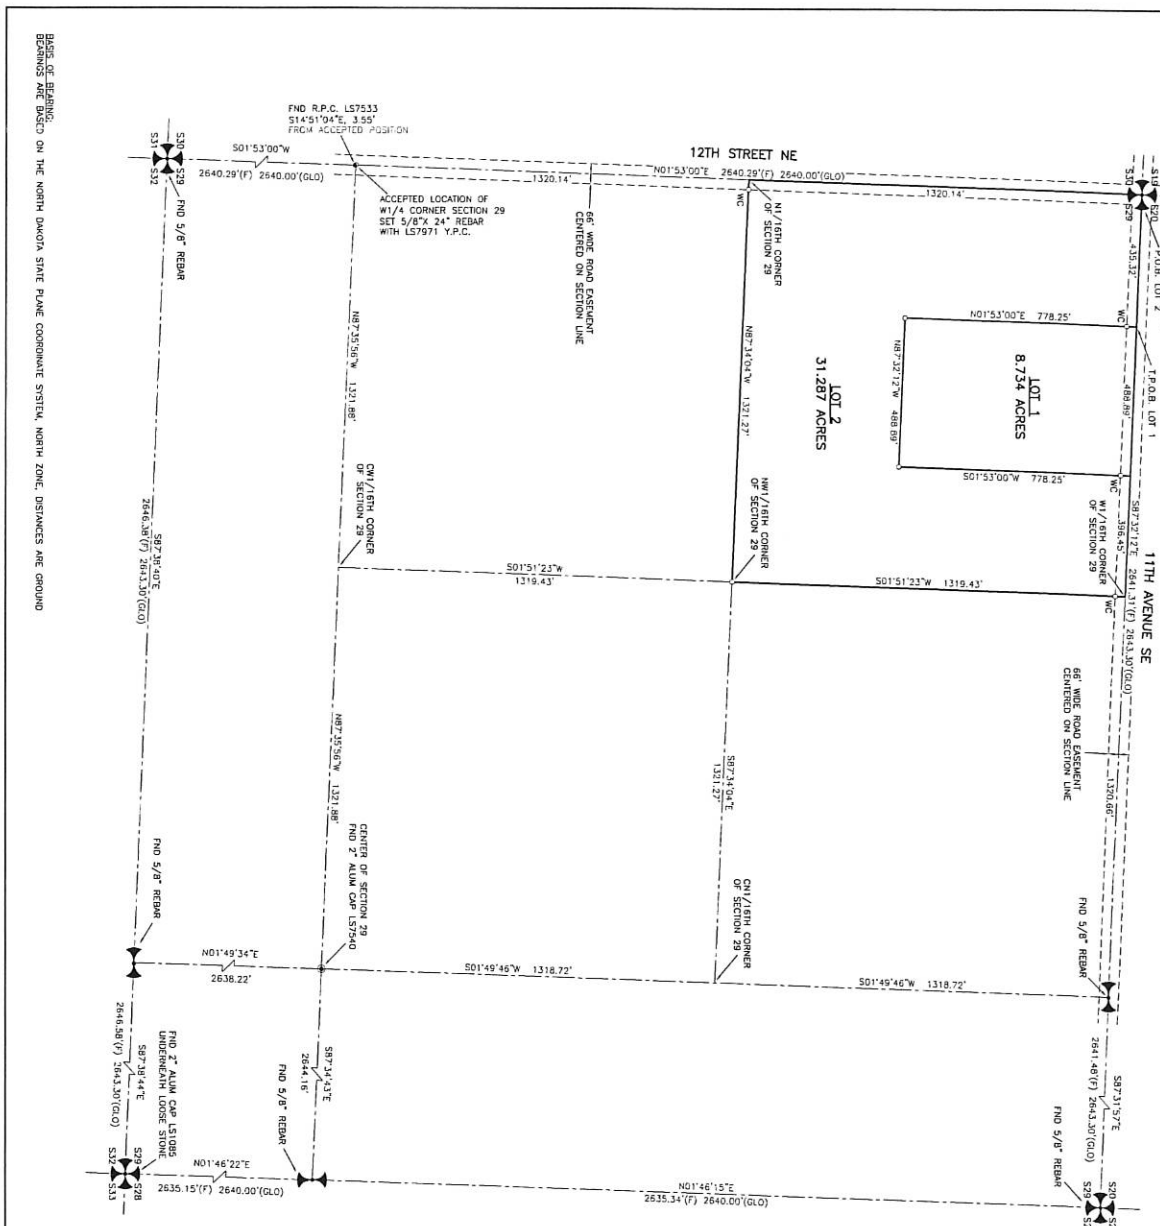 BASIS OF BEARING:
BEARINGS ARE BASED ON THE NORTH DAKOTA STATE PLANE COORDINATE SYSTEM, NORTH ZONE, DISTANCES ARE GROUND
FND R.P.C. LS7533
S14°51'04"E, 3.55'
FROM ACCEPTED POSITION
S30
S29
S31
S32
FND 5/8" REBAR
S01°53'00"W
2640.29'(F) 2640.00'(GLO)
ACCEPTED LOCATION OF
W1/4 CORNER SECTION 29
SET 5/8"X 24" REBAR
WITH LS7971 Y.P.C.
12TH STREET NE
N01°53'00"E 2640.29'(F) 2640.00'(GLO)
1320.14'
1320.14'
66' WIDE ROAD EASEMENT
CENTERED ON SECTION LINE
WC
N1/16TH CORNER
OF SECTION 29
S19
S20
S30
S29
P.O.B. LOT 2
435.32'
WC
T.P.O.B. LOT 1
488.89'
N01°53'00"E 778.25'
LOT 1
8.734 ACRES
N87°32'12"W 488.89'
S01°53'00"W 778.25'
WC
LOT 2
31.287 ACRES
N87°34'04"W 1321.27'
NW1/16TH CORNER
OF SECTION 29
W1/16TH CORNER
OF SECTION 29
396.45'
WC
S87°32'12"E 2641.31'(F) 2643.30'(GLO)
11TH AVENUE SE
S01°51'23"W 1319.43'
S01°51'23"W
1319.43'
N87°35'56"W 1321.88'
CW1/16TH CORNER
OF SECTION 29
S87°38'40"E
2646.38'(F) 2643.30'(GLO)
66' WIDE ROAD EASEMENT
CENTERED ON SECTION LINE
1320.66'
S87°34'04"E
1321.27'
N87°35'56"W 1321.88'
CENTER OF SECTION 29
FND 2" ALUM CAP LS7540
CN1/16TH CORNER
OF SECTION 29
FND 5/8" REBAR
FND 5/8" REBAR
N01°49'34"E
2638.22'
S01°49'46"W 1318.72'
S01°49'46"W 1318.72'
S87°38'44"E
2646.58'(F) 2643.30'(GLO)
FND 2" ALUM CAP LS1085
UNDERNEATH LOOSE STONE
S87°34'43"E
2644.16'
FND 5/8" REBAR
S87°31'57"E
2641.48'(F) 2643.30'(GLO)
FND 5/8" REBAR
S29
S28
S32
S33
N01°46'22"E
2635.15'(F) 2640.00'(GLO)
N01°46'15"E
2635.34'(F) 2640.00'(GLO)
S20
S29